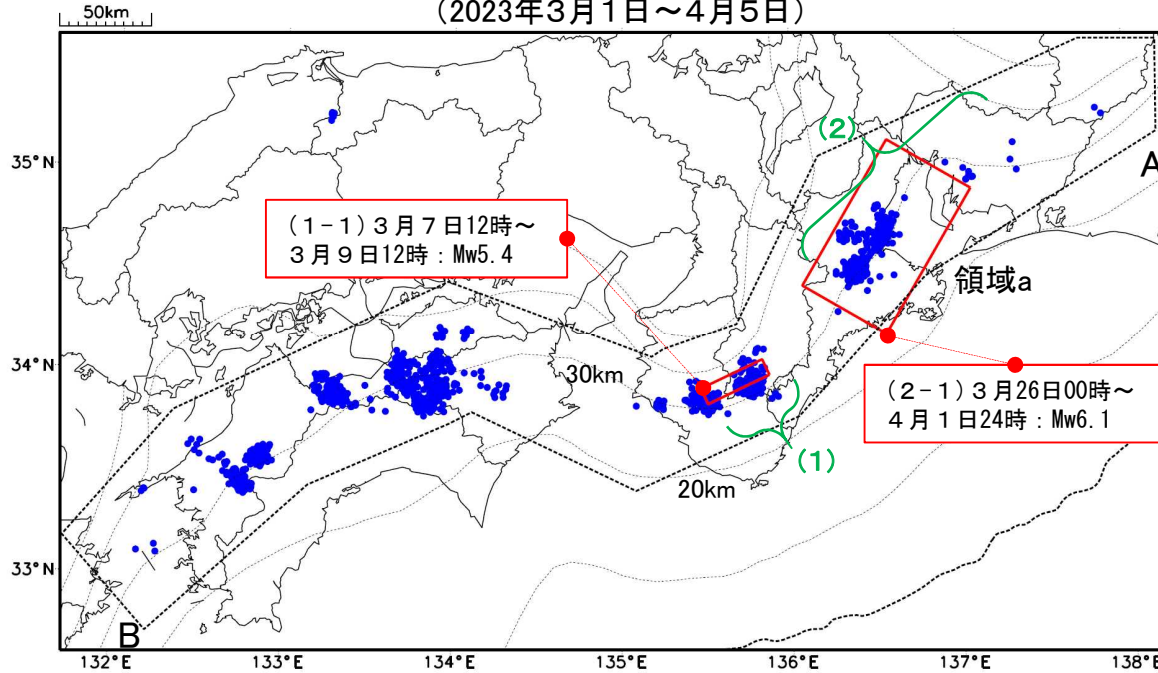 50km
(2023年3月1日～4月5日)
35°N
34°N
33°N
(2)
A
(1-1)3月7日12時～
3月9日12時：Mw5.4
領域a
30km
(2-1)3月26日00時～
4月1日24時：Mw6.1
(1)
20km
B
132°E
133°E
134°E
135°E
136°E
137°E
138°E